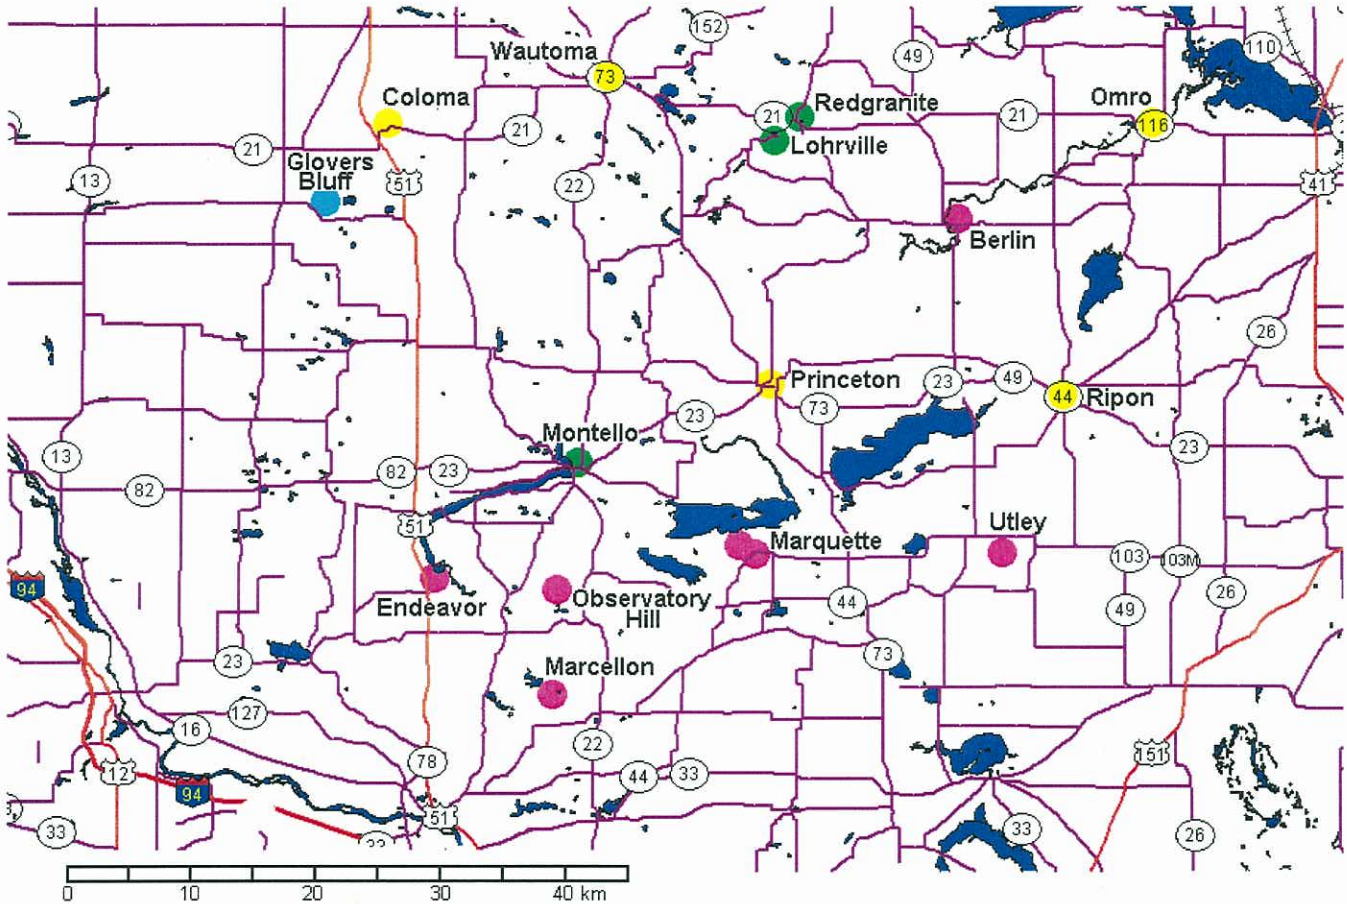 152
Wautoma
49
110
73
Coloma
Redgranite
Omro
21
21
21
116
Lohrville
21
Glovers
Bluff
13
51
22
41
Berlin
26
Princeton
23
49
73
44
Ripon
23
Montello
23
13
82
82
23
51
Utley
Marquette
103
103M
94
Endeavor
Observatory
Hill
44
49
26
23
Marcellon
73
127
16
22
151
78
12
44
33
94
51
33
33
26
0 10 20 30 40 km